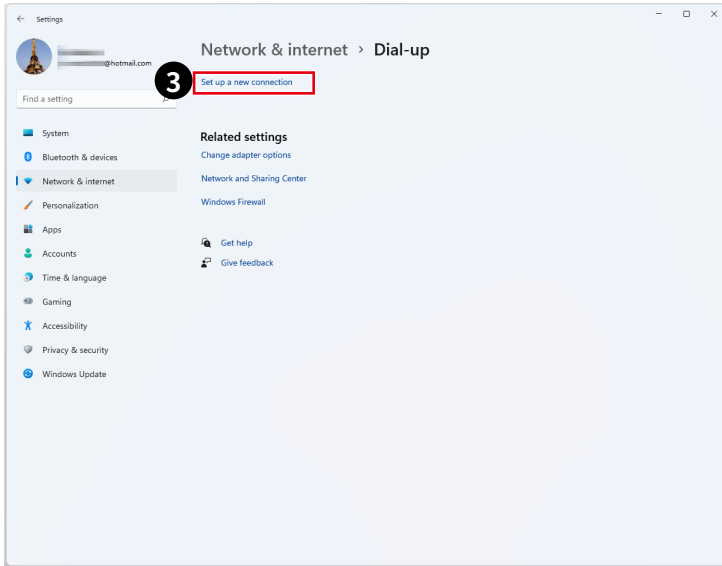 Settings
@hotmail.com
Find a setting
System
Bluetooth & devices
Network & internet
Personalization
Apps
Accounts
Time & language
Gaming
Accessibility
Privacy & security
Windows Update
Network & internet > Dial-up
3
Set up a new connection
Related settings
Change adapter options
Network and Sharing Center
Windows Firewall
Get help
Give feedback